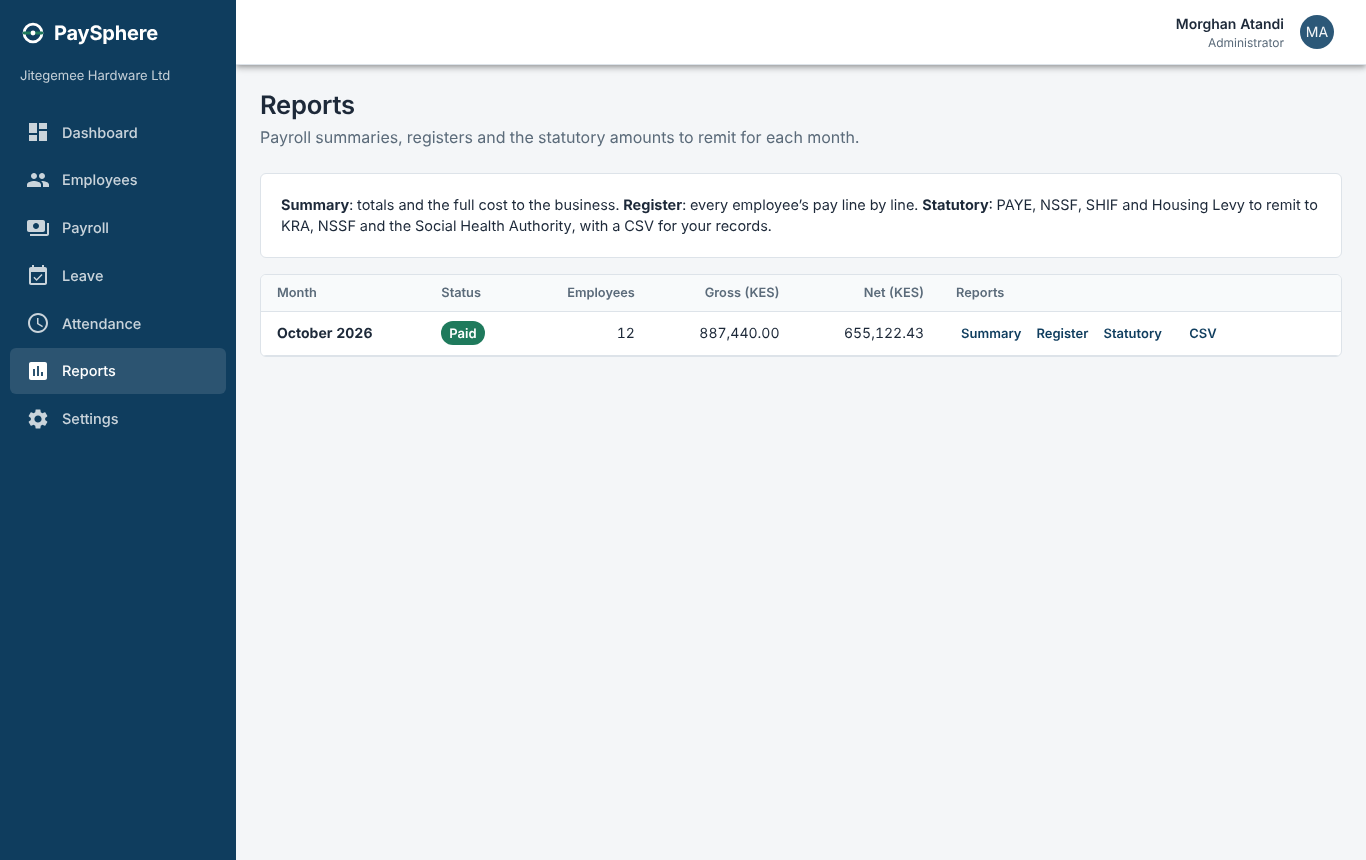 PaySphere
Jitegemee Hardware Ltd
Dashboard
Employees
Payroll
Leave
Attendance
Reports
Settings
Morghan Atandi
Administrator
MA
Reports
Payroll summaries, registers and the statutory amounts to remit for each month.
Summary: totals and the full cost to the business. Register: every employee’s pay line by line. Statutory: PAYE, NSSF, SHIF and Housing Levy to remit to
KRA, NSSF and the Social Health Authority, with a CSV for your records.
Month Status Employees Gross (KES) Net (KES) Reports
October 2026 Paid 12 887,440.00 655,122.43 Summary Register Statutory CSV